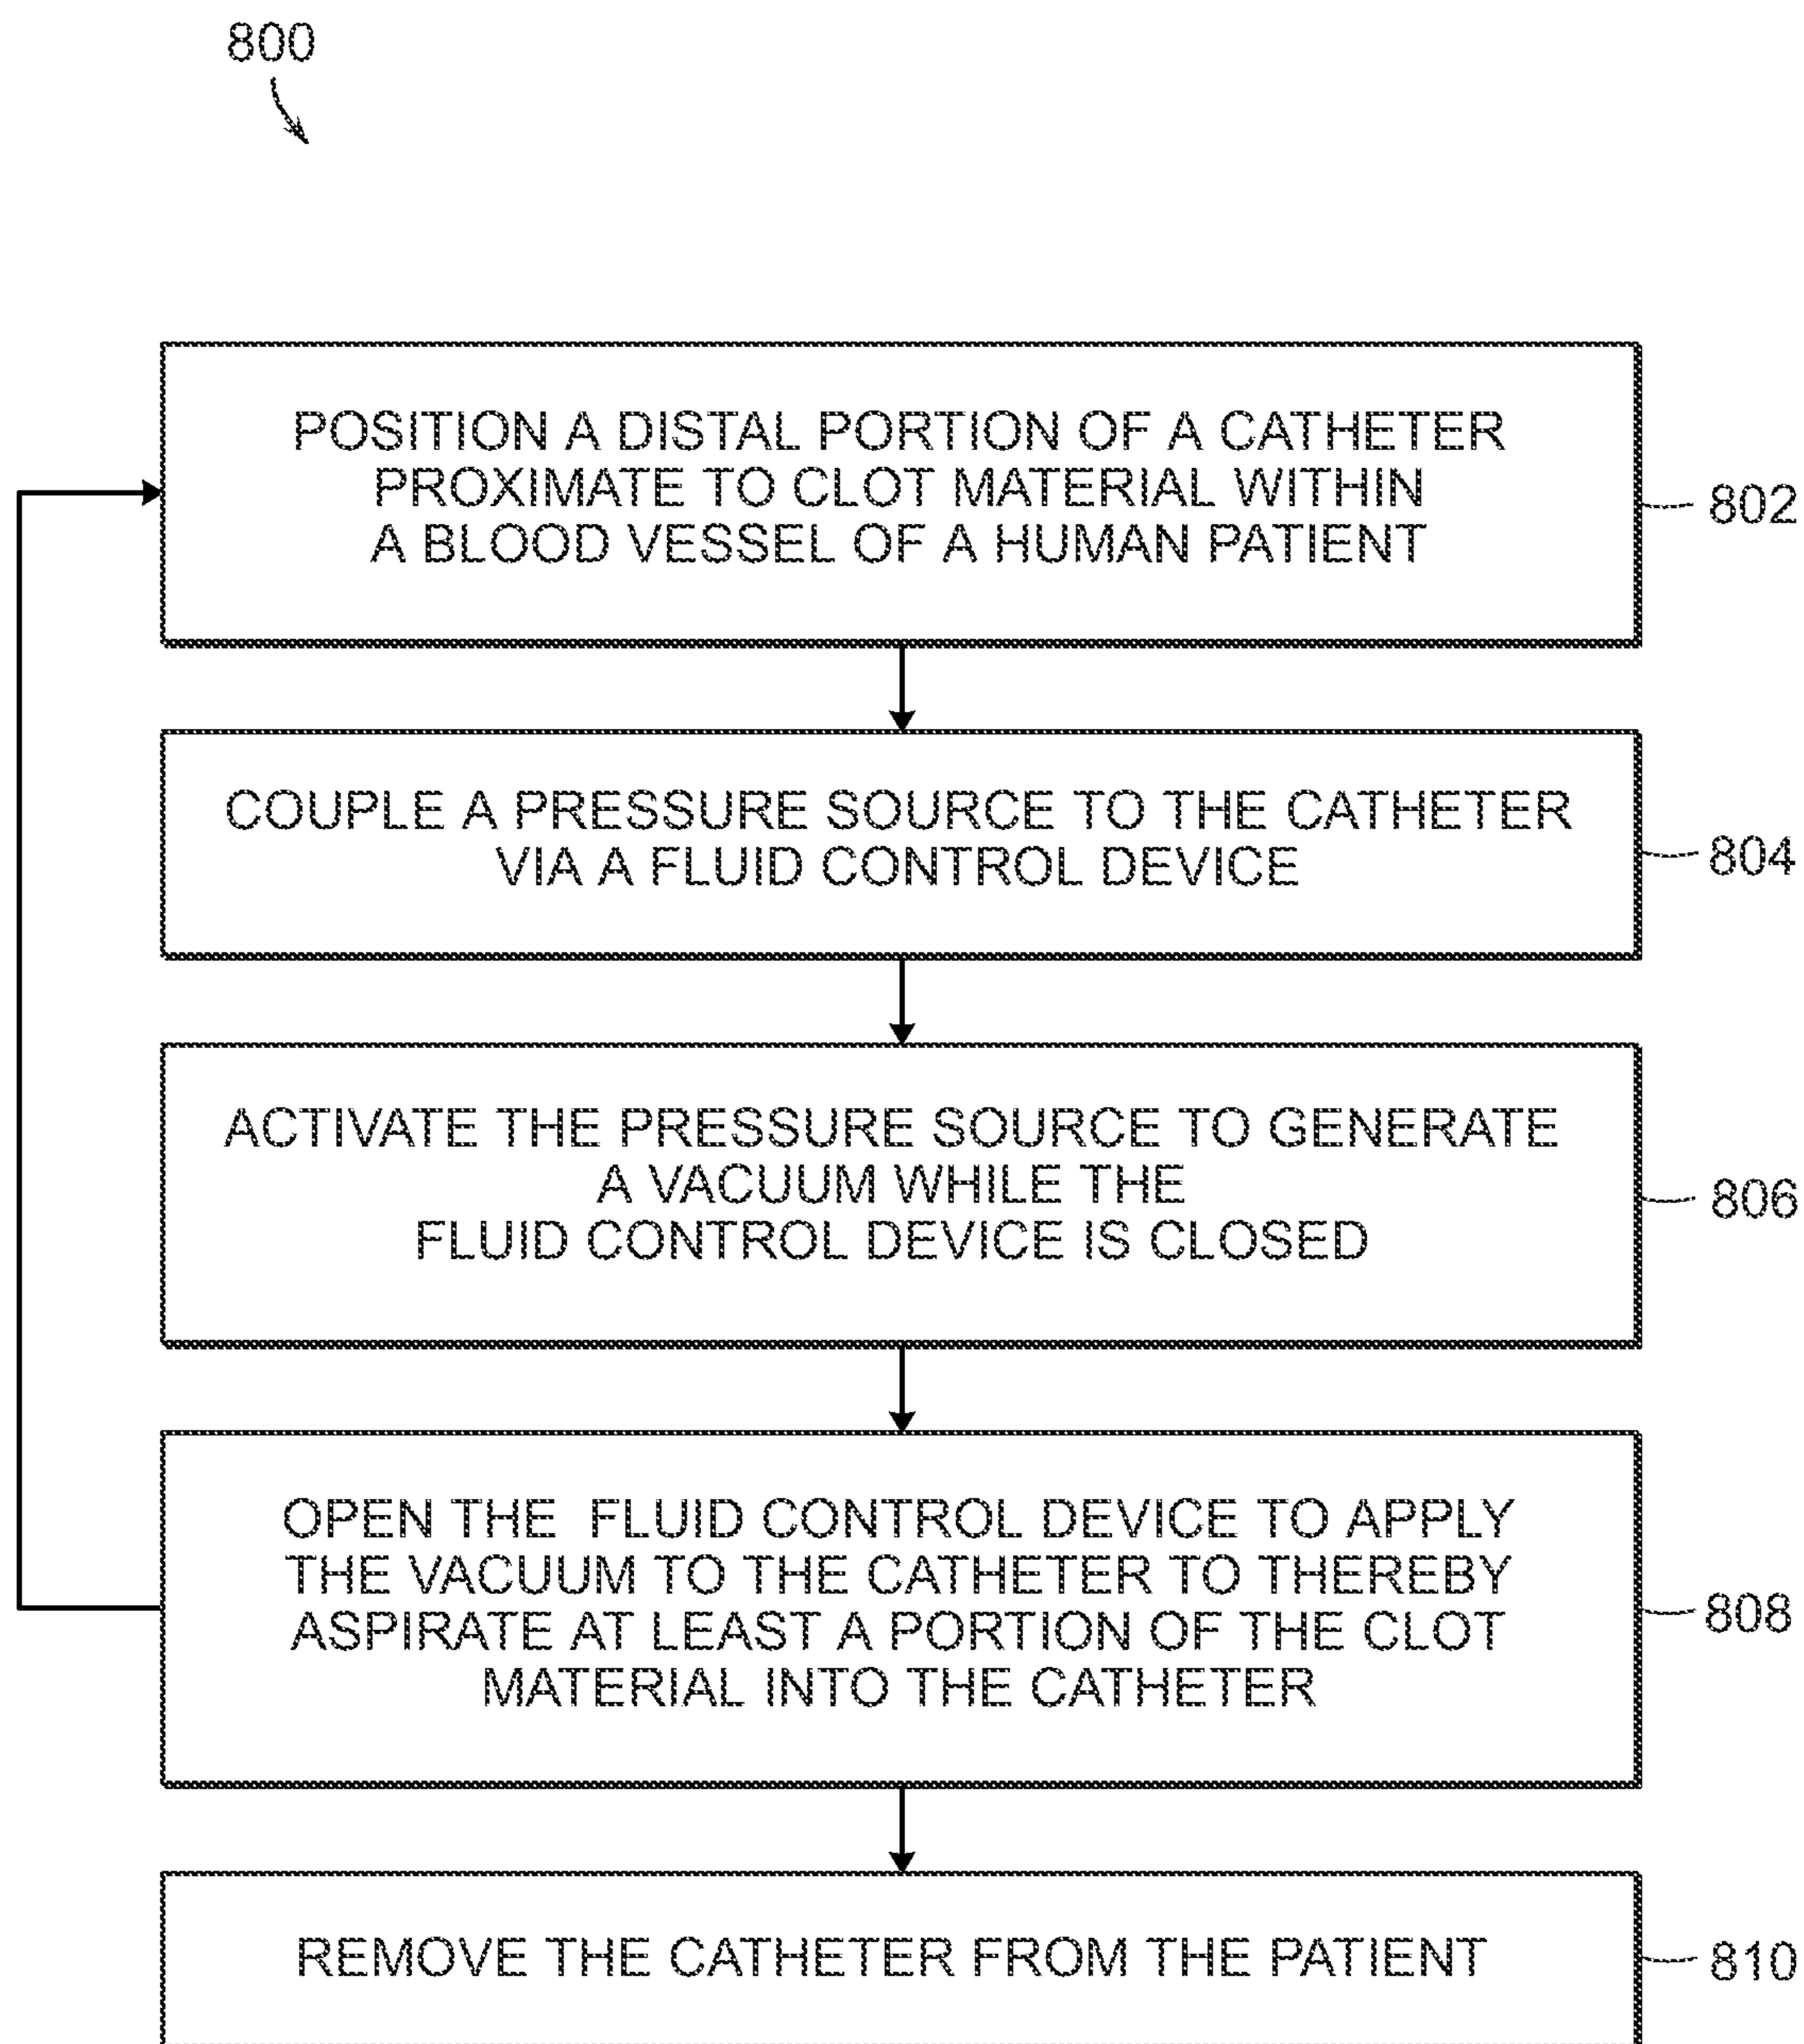 800
POSITION A DISTAL PORTION OF A CATHETER
PROXIMATE TO CLOT MATERIAL WITHIN
A BLOOD VESSEL OF A HUMAN PATIENT
802
COUPLE A PRESSURE SOURCE TO THE CATHETER
VIA A FLUID CONTROL DEVICE
804
ACTIVATE THE PRESSURE SOURCE TO GENERATE
A VACUUM WHILE THE
FLUID CONTROL DEVICE IS CLOSED
806
OPEN THE FLUID CONTROL DEVICE TO APPLY
THE VACUUM TO THE CATHETER TO THEREBY
ASPIRATE AT LEAST A PORTION OF THE CLOT
MATERIAL INTO THE CATHETER
808
REMOVE THE CATHETER FROM THE PATIENT
810